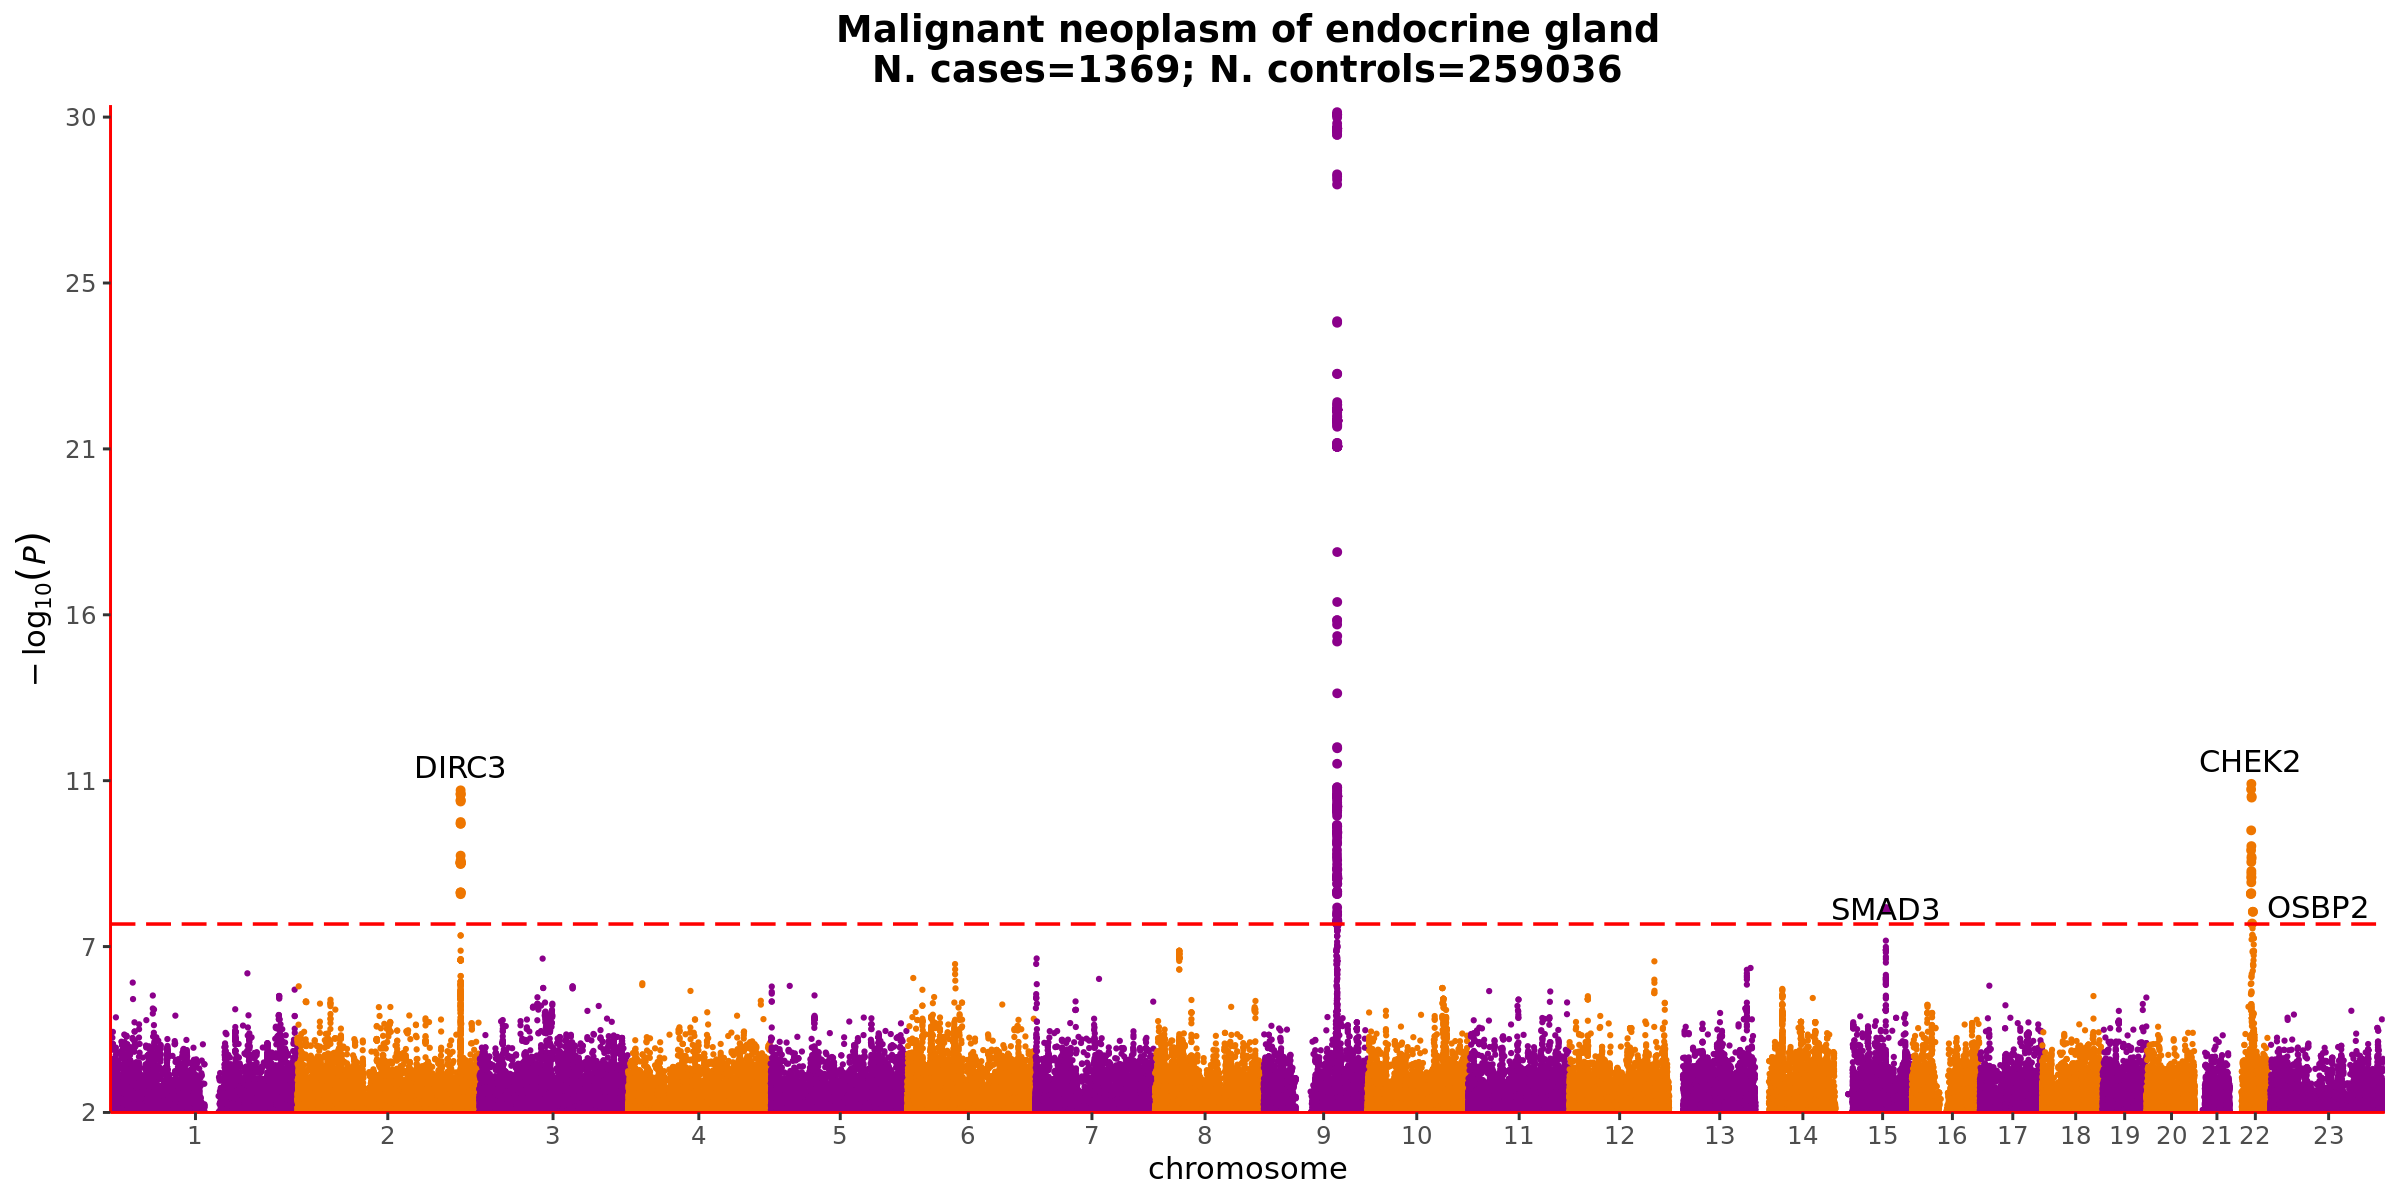 Malignant neoplasm of endocrine gland
N. cases=1369; N. controls=259036
30
25
21
16
11
7
2
− log10(P)
DIRC3
SMAD3
CHEK2
OSBP2
1 2 3 4 5 6 7 8 9 10 11 12 13 14 15 16 17 18 19 20 21 22 23
chromosome